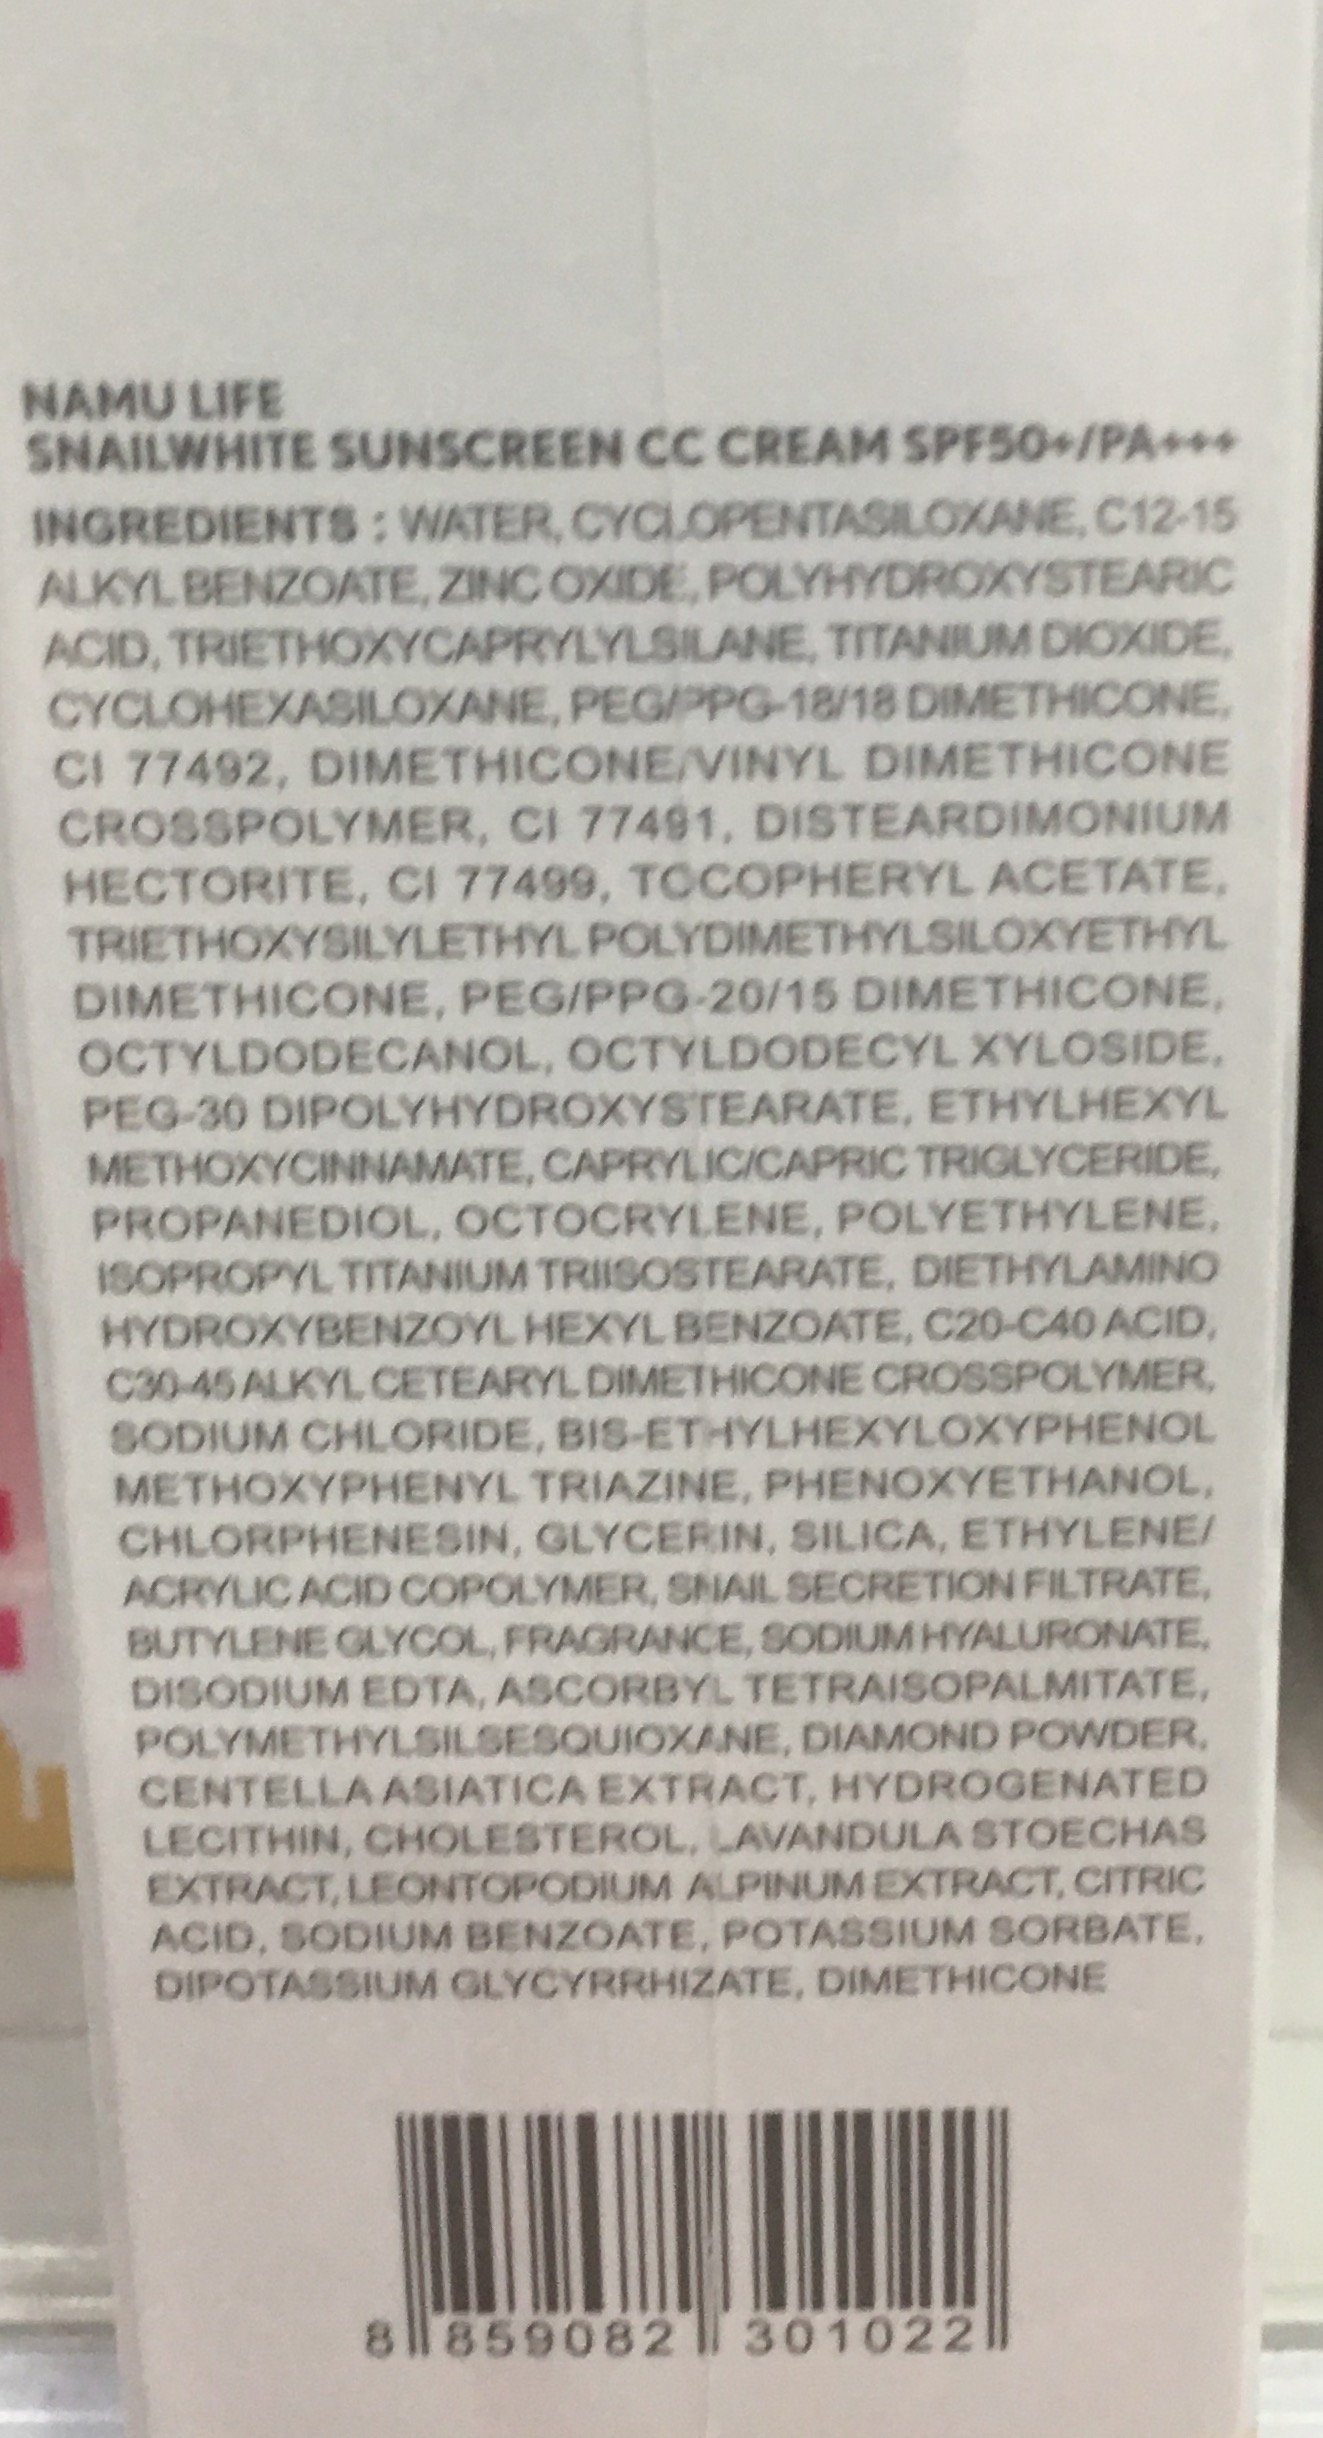 NAMU LIFE
SNAILWHITE SUNSCREEN CC CREAM SPF50+/PA+++
INGREDIENTS : WATER, CYCLOPENTASILOXANE, C12-15
ALKYL BENZOATE, ZINC OXIDE, POLYHYDROXYSTEARIC
ACID, TRIETHOXYCAPRYLYLSILANE, TITANIUM DIOXIDE,
CYCLOHEXASILOXANE, PEG/PPG-18/18 DIMETHICONE,
CI 77492, DIMETHICONE/VINYL DIMETHICONE
CROSSPOLYMER, CI 77491, DISTEARDIMONIUM
HECTORITE, CI 77499, TOCOPHERYL ACETATE,
TRIETHOXYSILYLETHYL POLYDIMETHYLSILOXYETHYL
DIMETHICONE, PEG/PPG-20/15 DIMETHICONE,
OCTYLDODECANOL, OCTYLDODECYL XYLOSIDE,
PEG-30 DIPOLYHYDROXYSTEARATE, ETHYLHEXYL
METHOXYCINNAMATE, CAPRYLIC/CAPRIC TRIGLYCERIDE,
PROPANEDIOL, OCTOCRYLENE, POLYETHYLENE,
ISOPROPYL TITANIUM TRIISOSTEARATE, DIETHYLAMINO
HYDROXYBENZOYL HEXYL BENZOATE, C20-C40 ACID,
C30-45 ALKYL CETEARYL DIMETHICONE CROSSPOLYMER,
SODIUM CHLORIDE, BIS-ETHYLHEXYLOXYPHENOL
METHOXYPHENYL TRIAZINE, PHENOXYETHANOL,
CHLORPHENESIN, GLYCERIN, SILICA, ETHYLENE/
ACRYLIC ACID COPOLYMER, SNAIL SECRETION FILTRATE,
BUTYLENE GLYCOL, FRAGRANCE, SODIUM HYALURONATE,
DISODIUM EDTA, ASCORBYL TETRAISOPALMITATE,
POLYMETHYLSILSESQUIOXANE, DIAMOND POWDER,
CENTELLA ASIATICA EXTRACT, HYDROGENATED
LECITHIN, CHOLESTEROL, LAVANDULA STOECHAS
EXTRACT, LEONTOPODIUM ALPINUM EXTRACT, CITRIC
ACID, SODIUM BENZOATE, POTASSIUM SORBATE,
DIPOTASSIUM GLYCYRRHIZATE, DIMETHICONE
8 859082 301022